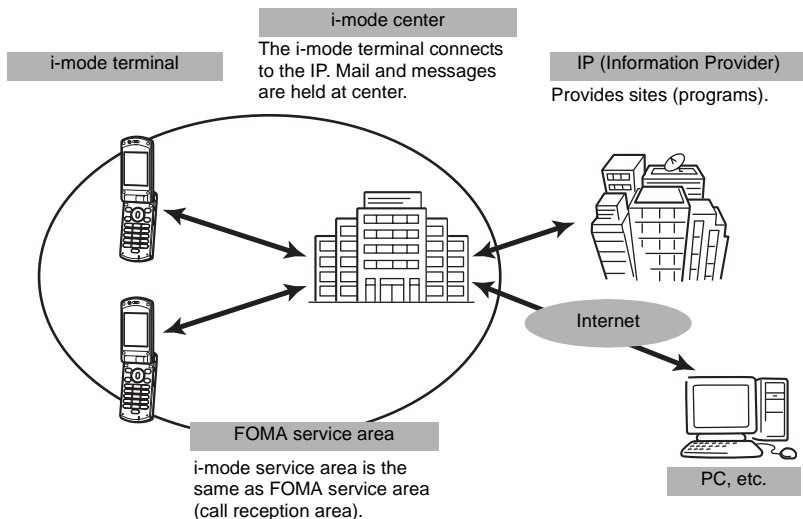 i-mode center
The i-mode terminal connects
to the IP. Mail and messages
are held at center.
i-mode terminal
IP (Information Provider)
Provides sites (programs).
Internet
FOMA service area
i-mode service area is the
same as FOMA service area
(call reception area).
PC, etc.